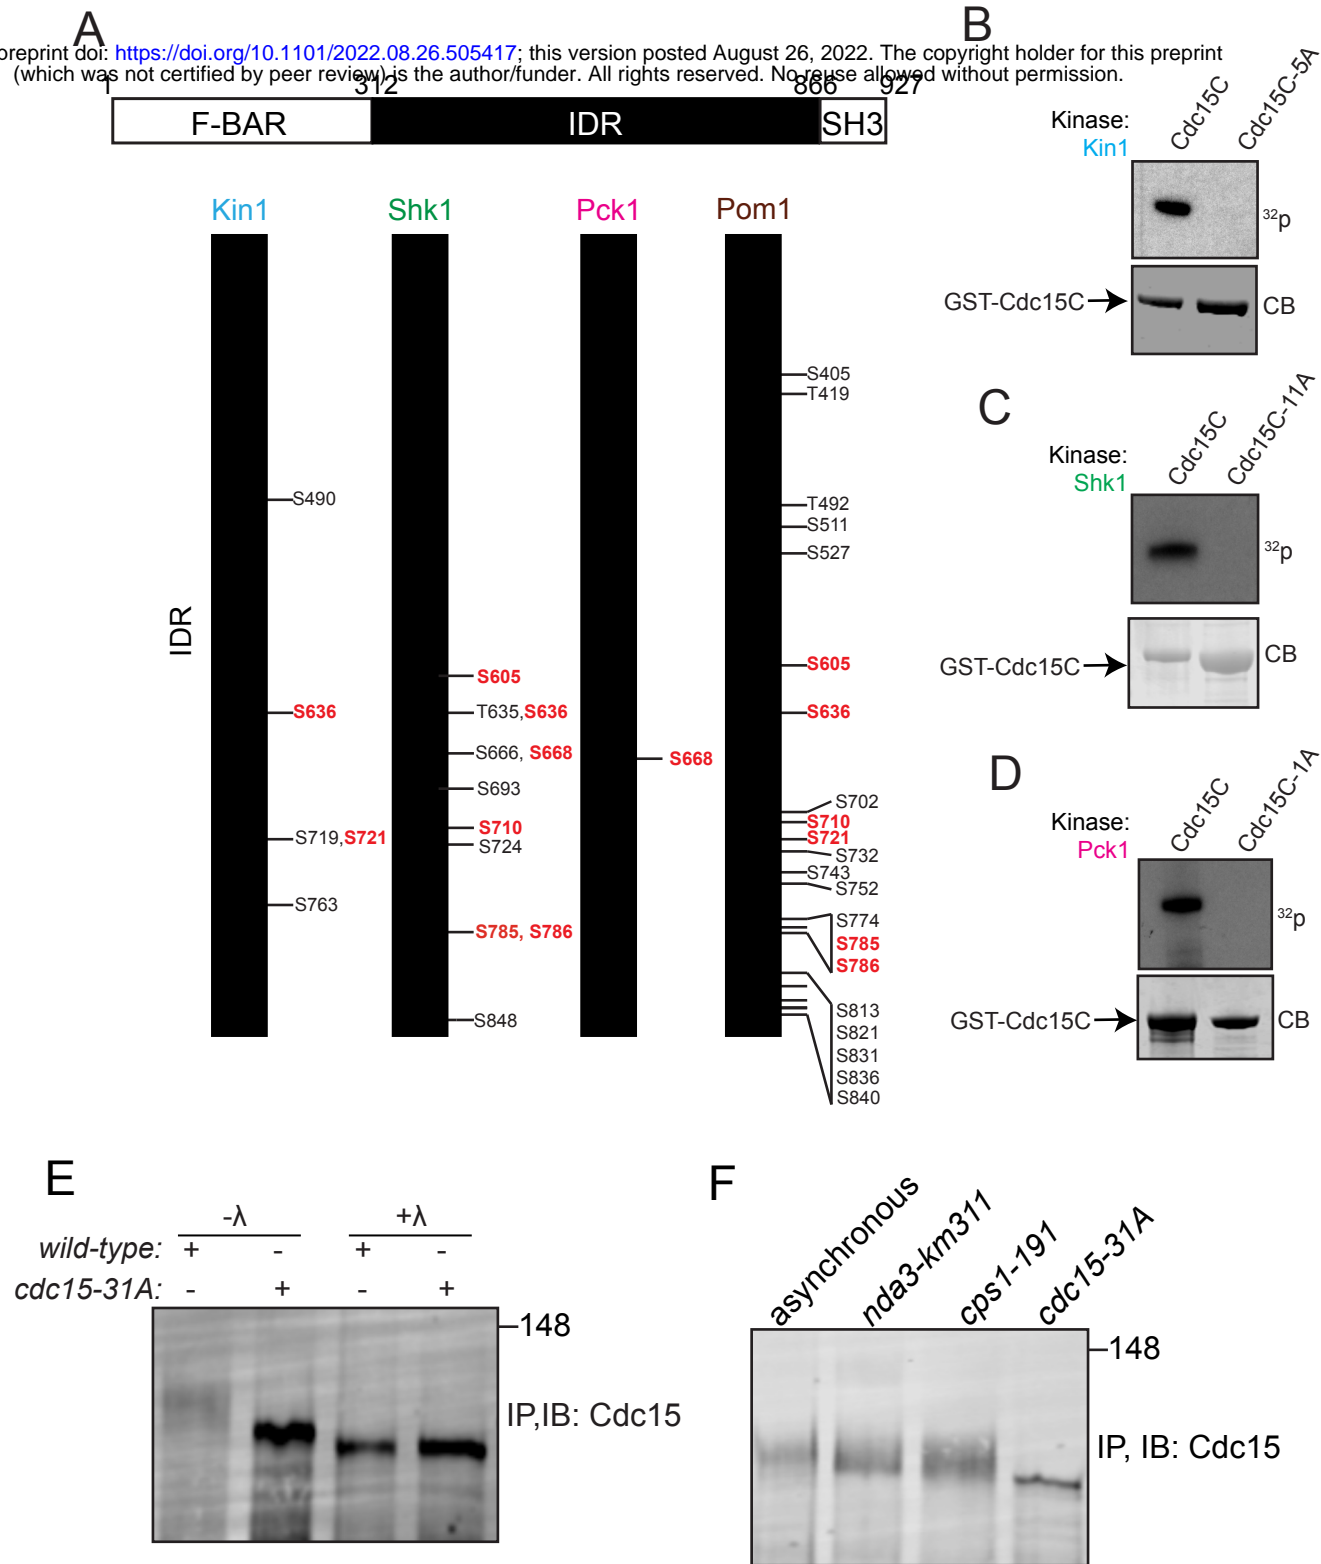 A
preprint doi: https://doi.org/10.1101/2022.08.26.505417; this version posted August 26, 2022. The copyright holder for this preprint
(which was not certified by peer review) is the author/funder. All rights reserved. No reuse allowed without permission.
1 312 866 927
F-BAR IDR SH3
Kin1 Shk1 Pck1 Pom1
IDR
S490
S636
S719,S721
S763
S605
T635,S636
S666, S668
S693
S710
S724
S785, S786
S848
S668
S405
T419
T492
S511
S527
S605
S636
S702
S710
S721
S732
S743
S752
S774
S785
S786
S813
S821
S831
S836
S840
B
Kinase:
Kin1
Cdc15C Cdc15C-5A
32p
GST-Cdc15C
CB
C
Kinase:
Shk1
Cdc15C Cdc15C-11A
32p
GST-Cdc15C
CB
D
Kinase:
Pck1
Cdc15C Cdc15C-1A
32p
GST-Cdc15C
CB
E
-λ +λ
wild-type: + - + -
cdc15-31A: - + - +
148
IP,IB: Cdc15
F
asynchronous nda3-km311 cps1-191 cdc15-31A
148
IP, IB: Cdc15